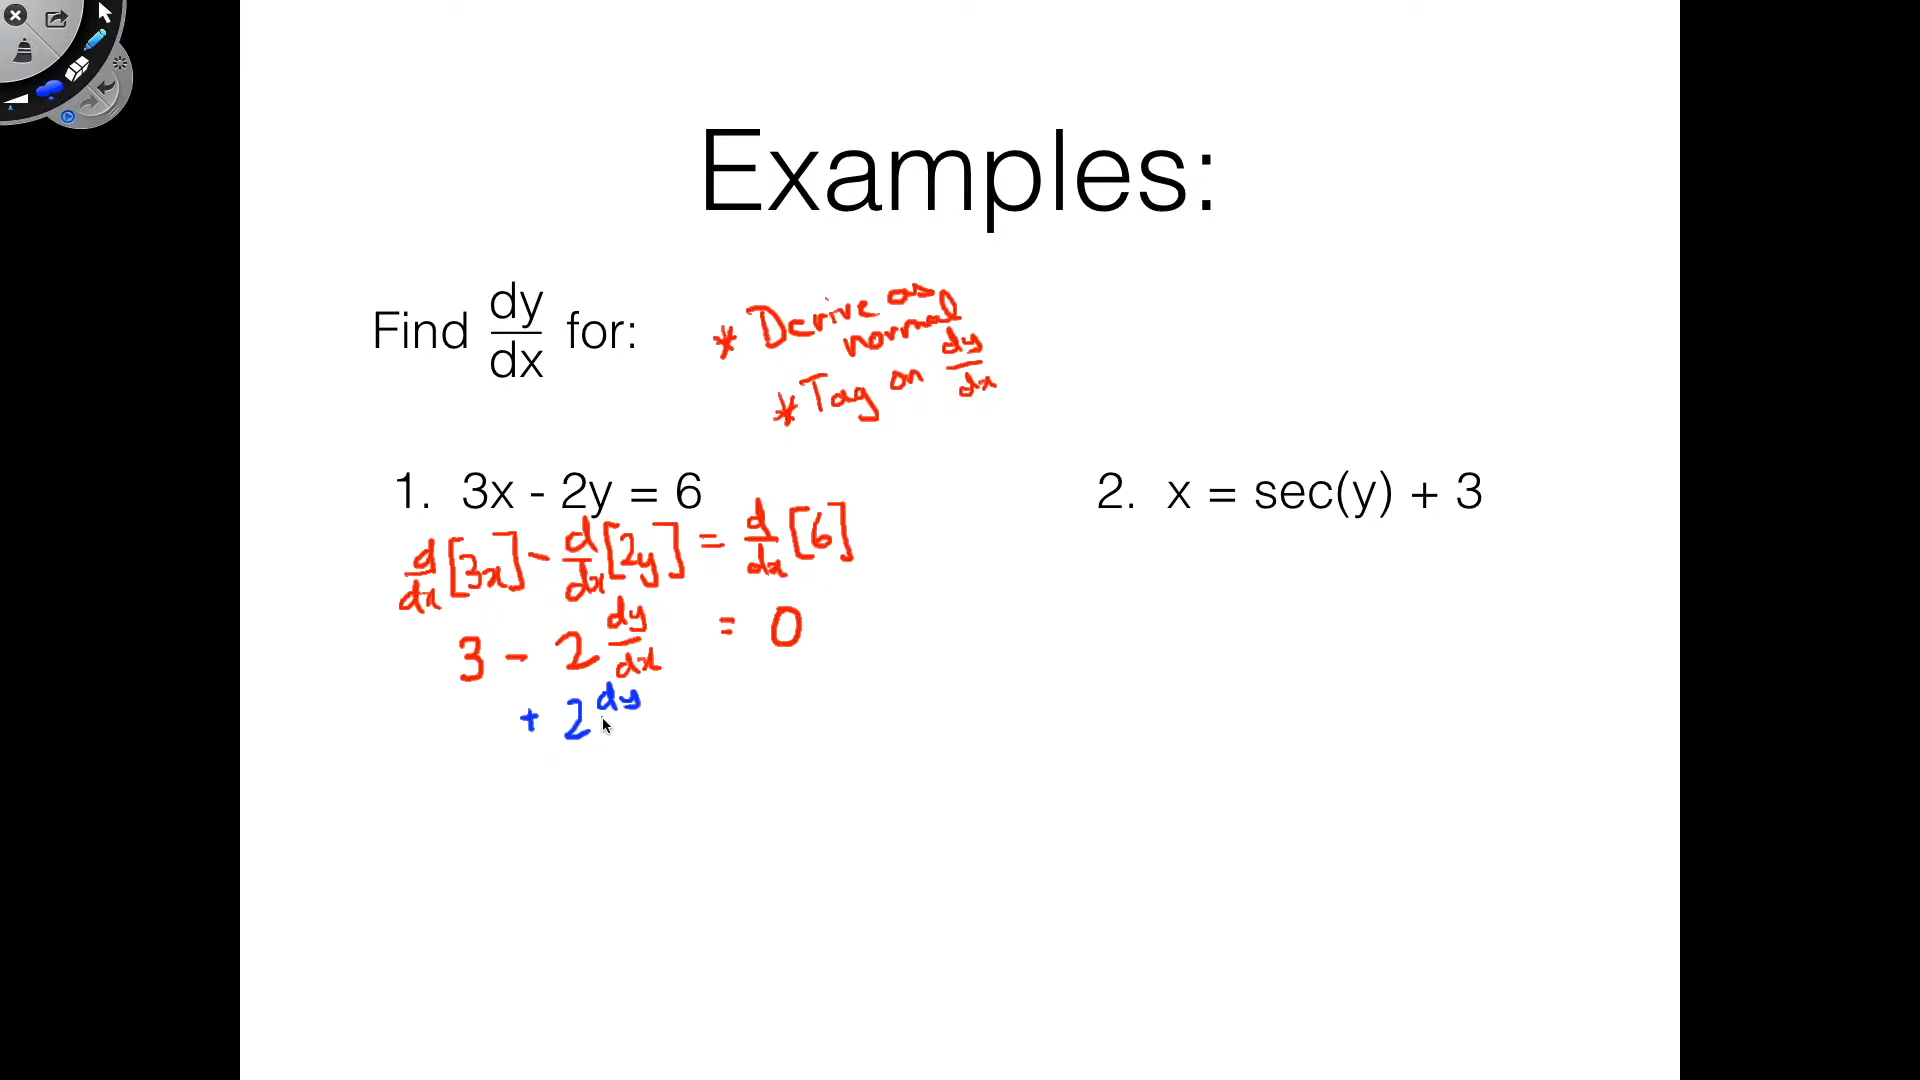 Examples:
Find dy/dx for:
* Derive as
normal
* Tag on dy/dx
1. 3x - 2y = 6
d/dx [3x] - d/dx [2y] = d/dx [6]
3 - 2 dy/dx = 0
+ 2 dy
2. x = sec(y) + 3